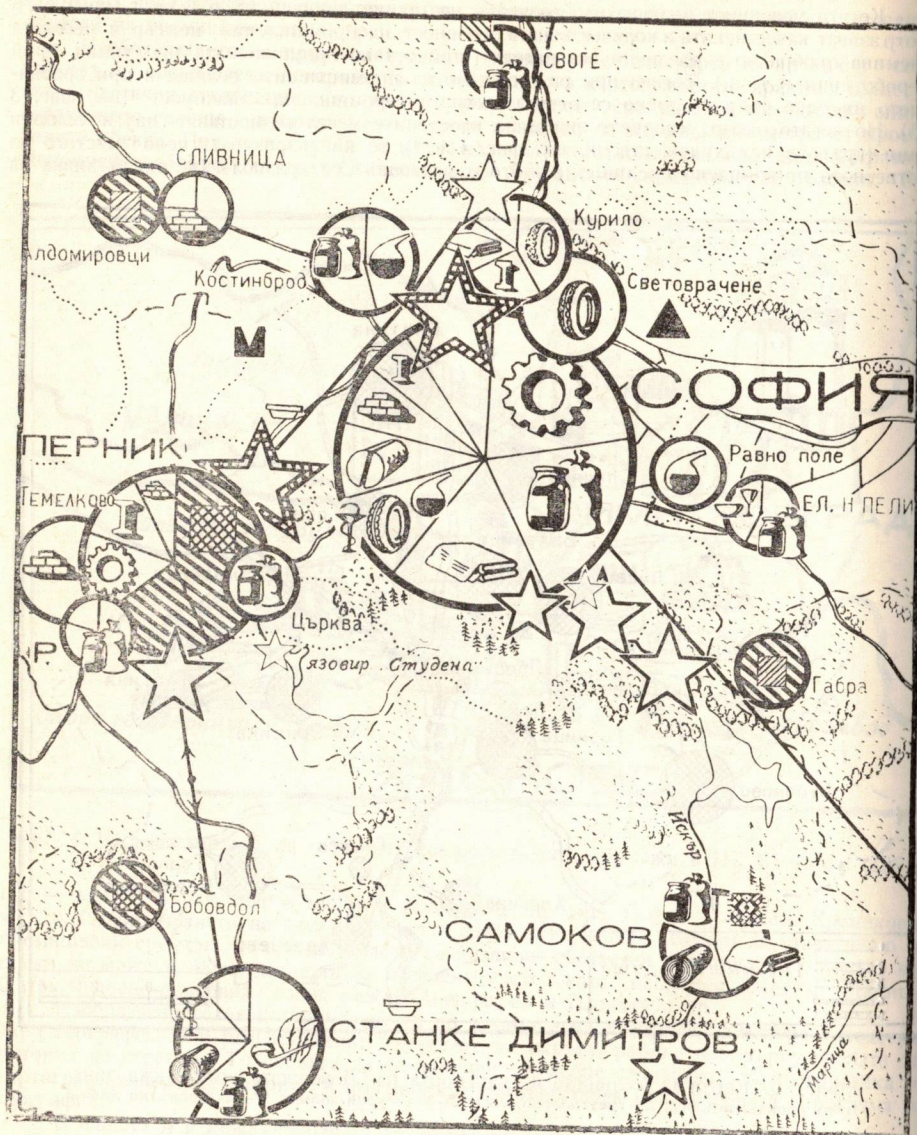 СВОГЕ
Б
СЛИВНИЦА
Курило
Алдомировци
Костинброд
Световрачене
М
СОФИЯ
ПЕРНИК
Равно поле
Темелково
ЕЛ. Н ПЕЛИ
Църква
Р.
язовир Студена
Габра
Искър
Бобовдол
САМОКОВ
СТАНКЕ ДИМИТРОВ
Марица